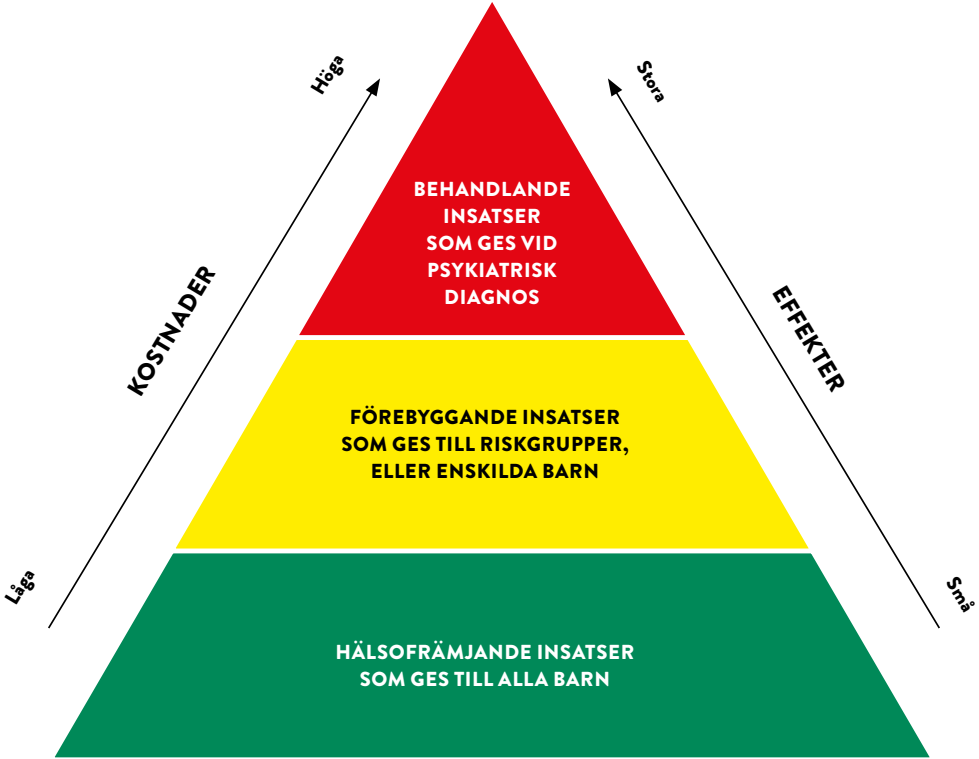 Höga
Stora
BEHANDLANDE
INSATSER
SOM GES VID
PSYKIATRISK
DIAGNOS
KOSTNADER
EFFEKTER
FÖREBYGGANDE INSATSER
SOM GES TILL RISKGRUPPER,
ELLER ENSKILDA BARN
Låga
Små
HÄLSOFRÄMJANDE INSATSER
SOM GES TILL ALLA BARN